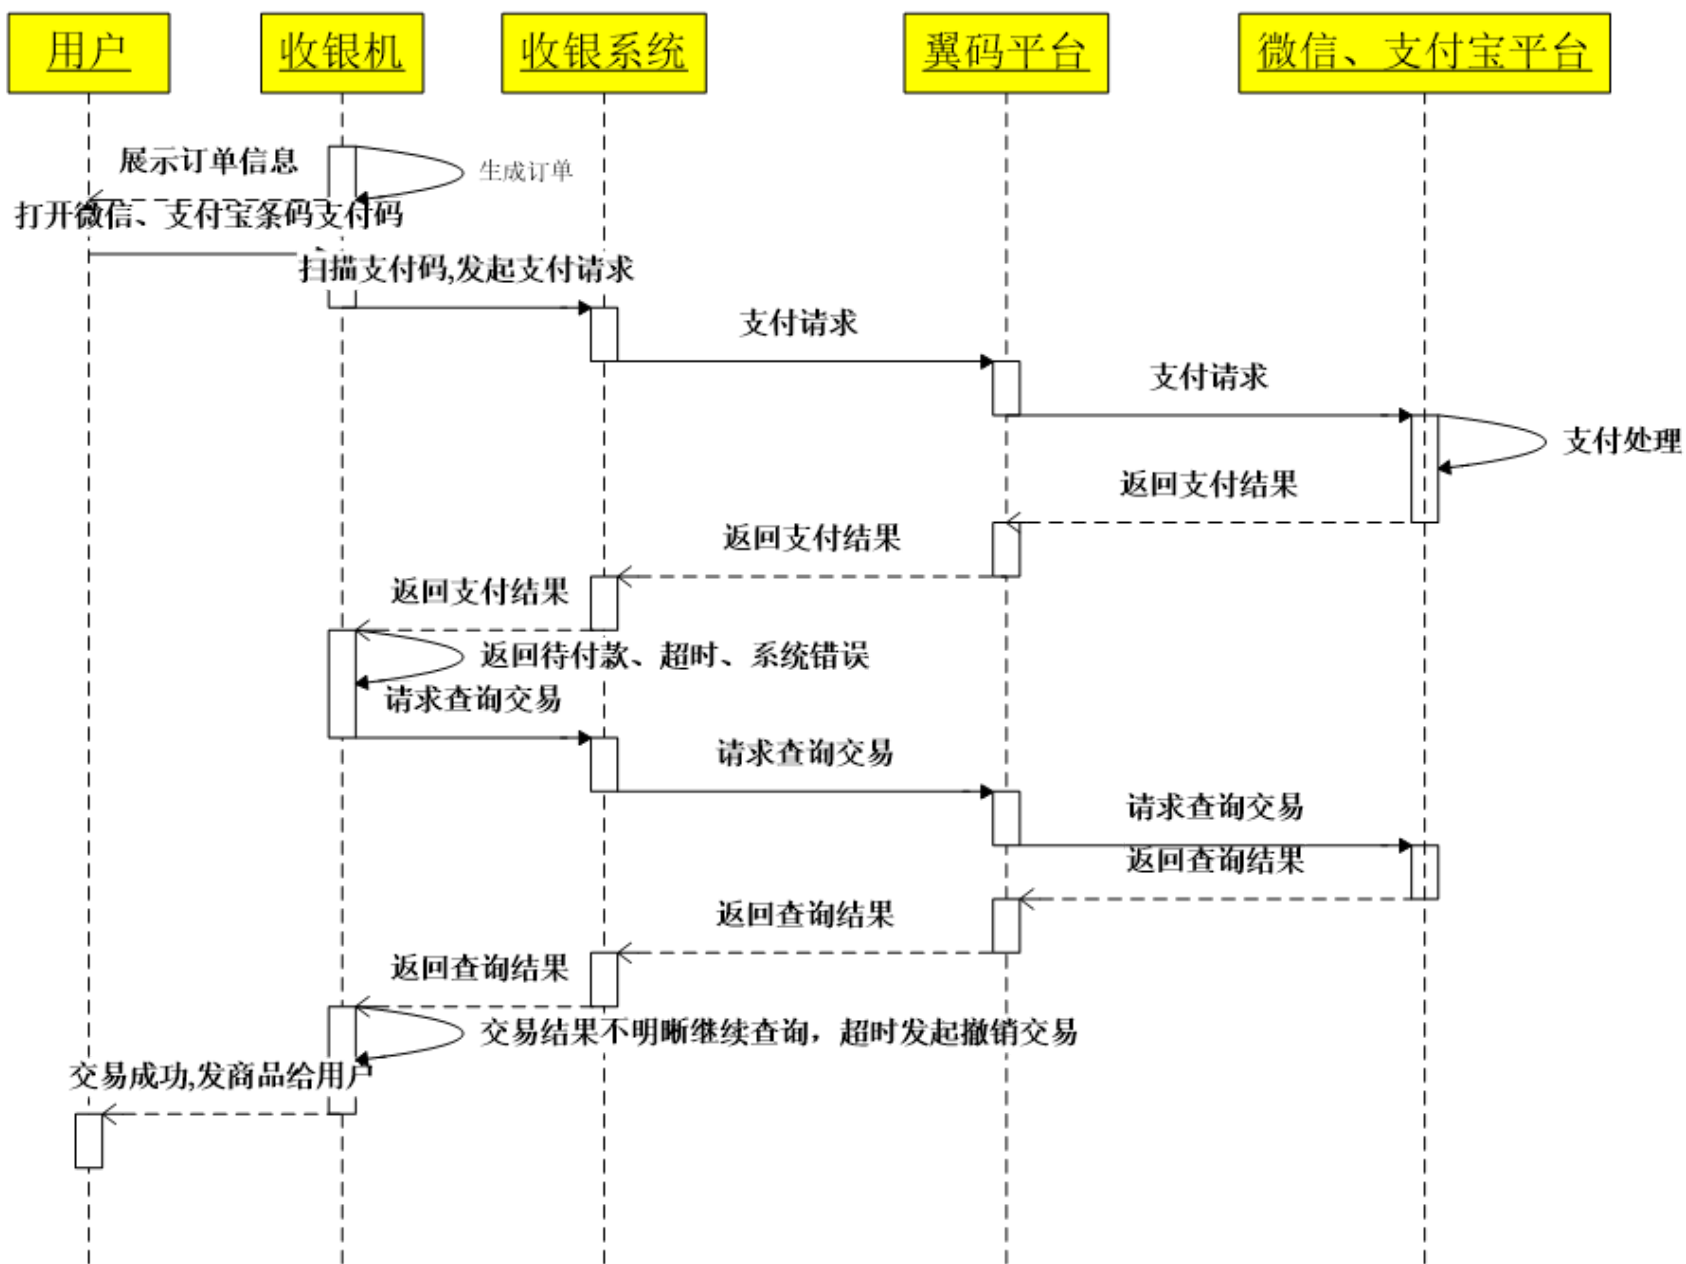 用户
收银机
收银系统
翼码平台
微信、支付宝平台
展示订单信息
生成订单
打开微信、支付宝条码支付码
扫描支付码,发起支付请求
支付请求
支付请求
支付处理
返回支付结果
返回支付结果
返回支付结果
返回待付款、超时、系统错误
请求查询交易
请求查询交易
请求查询交易
返回查询结果
返回查询结果
返回查询结果
交易结果不明晰继续查询，超时发起撤销交易
交易成功,发商品给用户